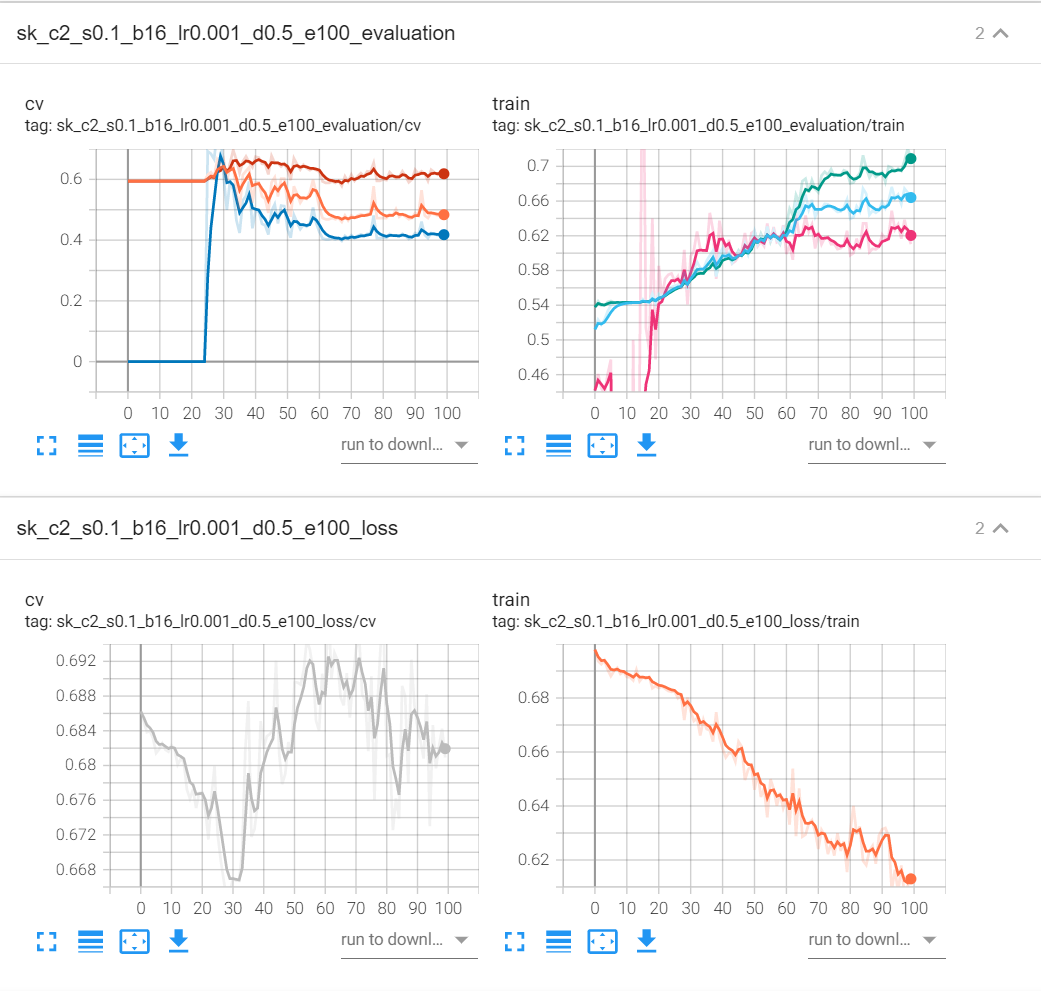 sk_c2_s0.1_b16_lr0.001_d0.5_e100_evaluation
2
cv
tag: sk_c2_s0.1_b16_lr0.001_d0.5_e100_evaluation/cv
0.6
0.4
0.2
0
0 10 20 30 40 50 60 70 80 90 100
run to downl...
train
tag: sk_c2_s0.1_b16_lr0.001_d0.5_e100_evaluation/train
0.7
0.66
0.62
0.58
0.54
0.5
0.46
0 10 20 30 40 50 60 70 80 90 100
run to downl...
sk_c2_s0.1_b16_lr0.001_d0.5_e100_loss
2
cv
tag: sk_c2_s0.1_b16_lr0.001_d0.5_e100_loss/cv
0.692
0.688
0.684
0.68
0.676
0.672
0.668
0 10 20 30 40 50 60 70 80 90 100
run to downl...
train
tag: sk_c2_s0.1_b16_lr0.001_d0.5_e100_loss/train
0.68
0.66
0.64
0.62
0 10 20 30 40 50 60 70 80 90 100
run to downl...